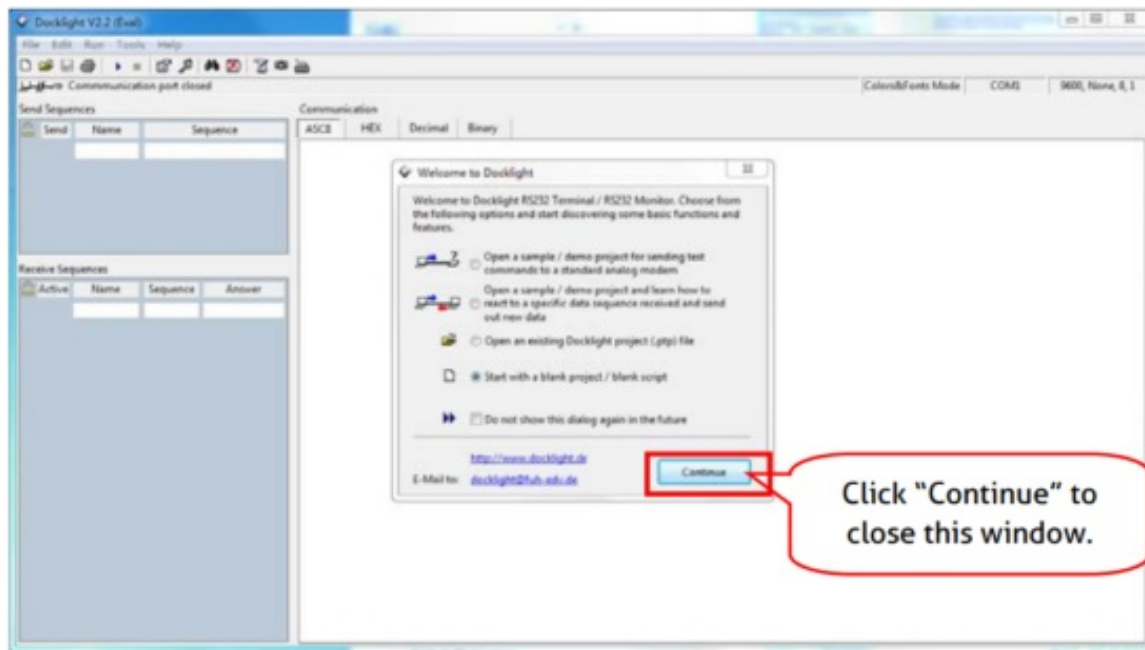 Docklight V2.2 (Eval)
File Edit Run Tools Help
Commmunication port closed
Colors&Fonts Mode COM1 9600, None, 8, 1
Send Sequences
Send Name Sequence
Communication
ASCII HEX Decimal Binary
Welcome to Docklight
Welcome to Docklight RS232 Terminal / RS232 Monitor. Choose from
the following options and start discovering some basic functions and
features.
Open a sample / demo project for sending test
commands to a standard analog modem
Open a sample / demo project and learn how to
react to a specific data sequence received and send
out new data
Open an existing Docklight project (.ptp) file
Start with a blank project / blank script
Do not show this dialog again in the future
http://www.docklight.de
E-Mail to: docklight@fuh-edv.de
Continue
Receive Sequences
Active Name Sequence Answer
Click “Continue” to
close this window.